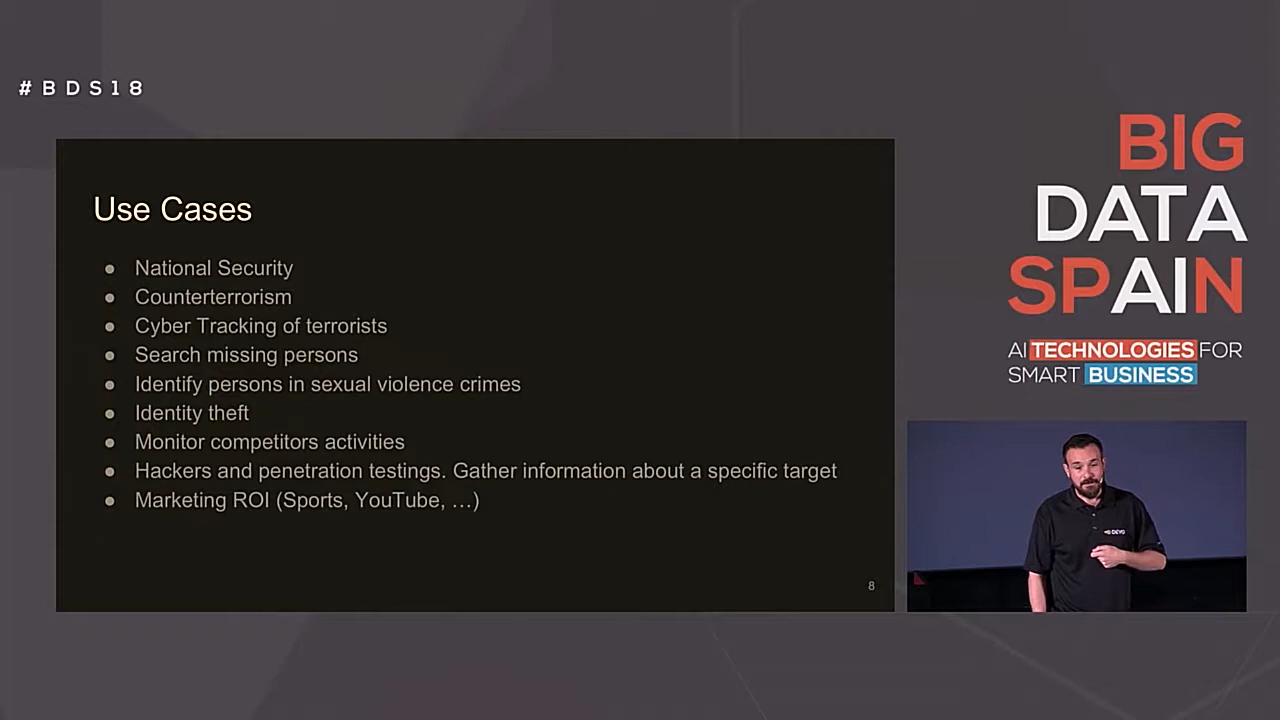 #BDS18
BIG
DATA
SPAIN
AI TECHNOLOGIES FOR
SMART BUSINESS
Use Cases
● National Security
● Counterterrorism
● Cyber Tracking of terrorists
● Search missing persons
● Identify persons in sexual violence crimes
● Identity theft
● Monitor competitors activities
● Hackers and penetration testings. Gather information about a specific target
● Marketing ROI (Sports, YouTube, …)
8
DEVO